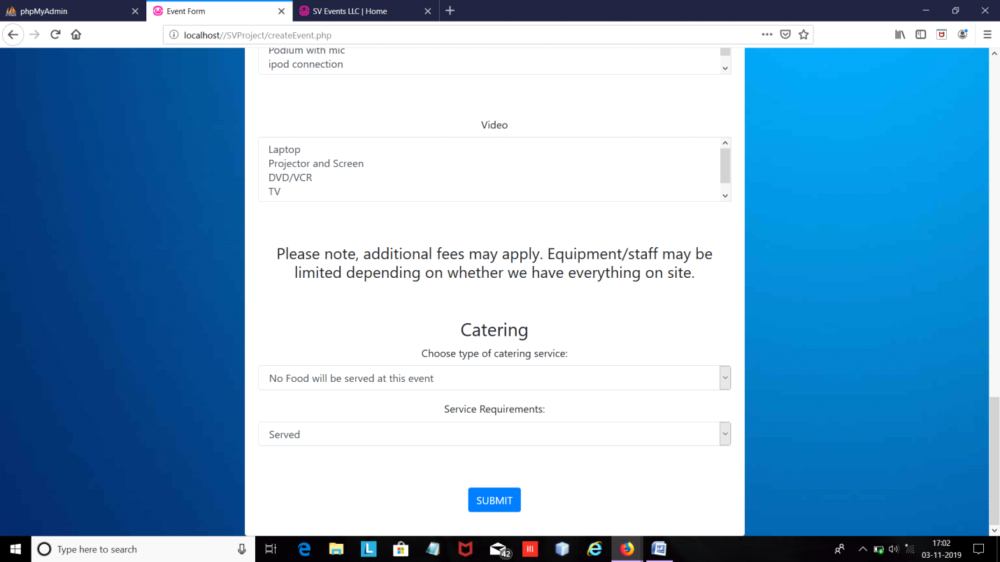 phpMyAdmin
Event Form
SV Events LLC | Home
localhost//SVProject/createEvent.php
Podium with mic
ipod connection
Video
Laptop
Projector and Screen
DVD/VCR
TV
Please note, additional fees may apply. Equipment/staff may be
limited depending on whether we have everything on site.
Catering
Choose type of catering service:
No Food will be served at this event
Service Requirements:
Served
SUBMIT
Type here to search
L
42
17:02
03-11-2019